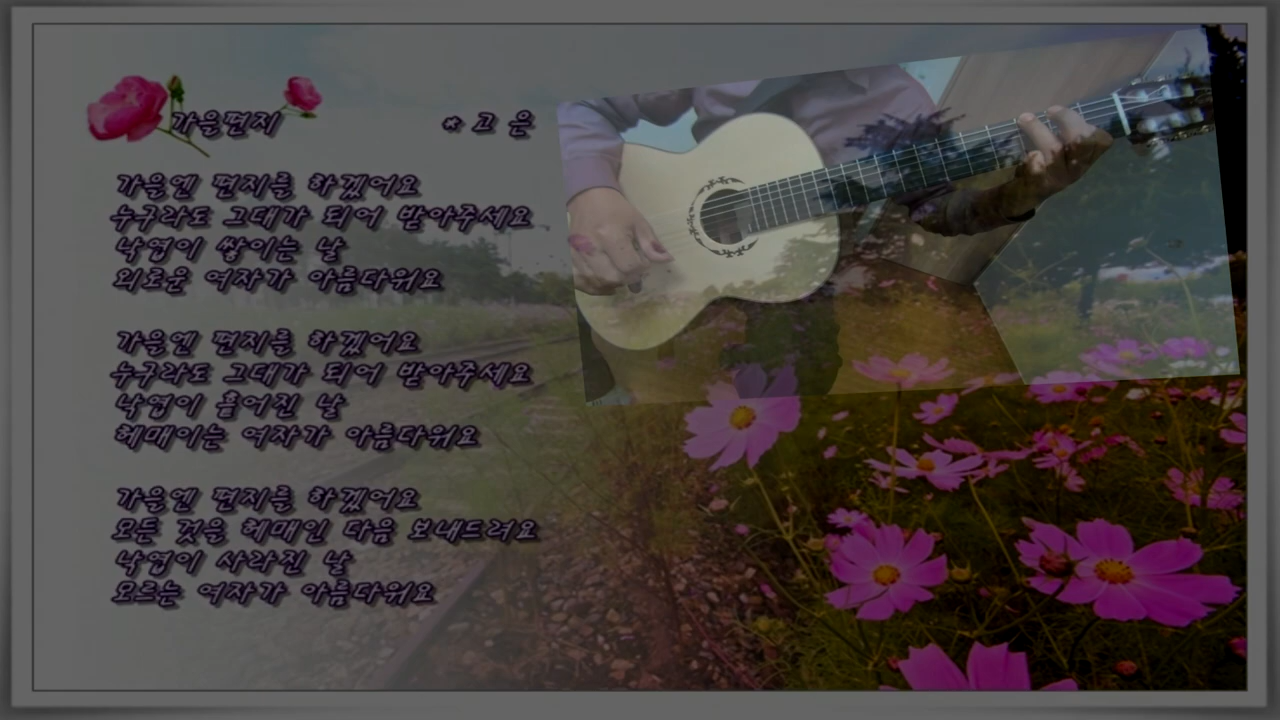 가을편지 * 고 은
가을엔 편지를 하겠어요
누구라도 그대가 되어 받아주세요
낙엽이 쌓이는 날
외로운 여자가 아름다워요
가을엔 편지를 하겠어요
누구라도 그대가 되어 받아주세요
낙엽이 흩어진 날
헤매이는 여자가 아름다워요
가을엔 편지를 하겠어요
모든 것을 헤매인 다음 보내드려요
낙엽이 사라진 날
모르는 여자가 아름다워요